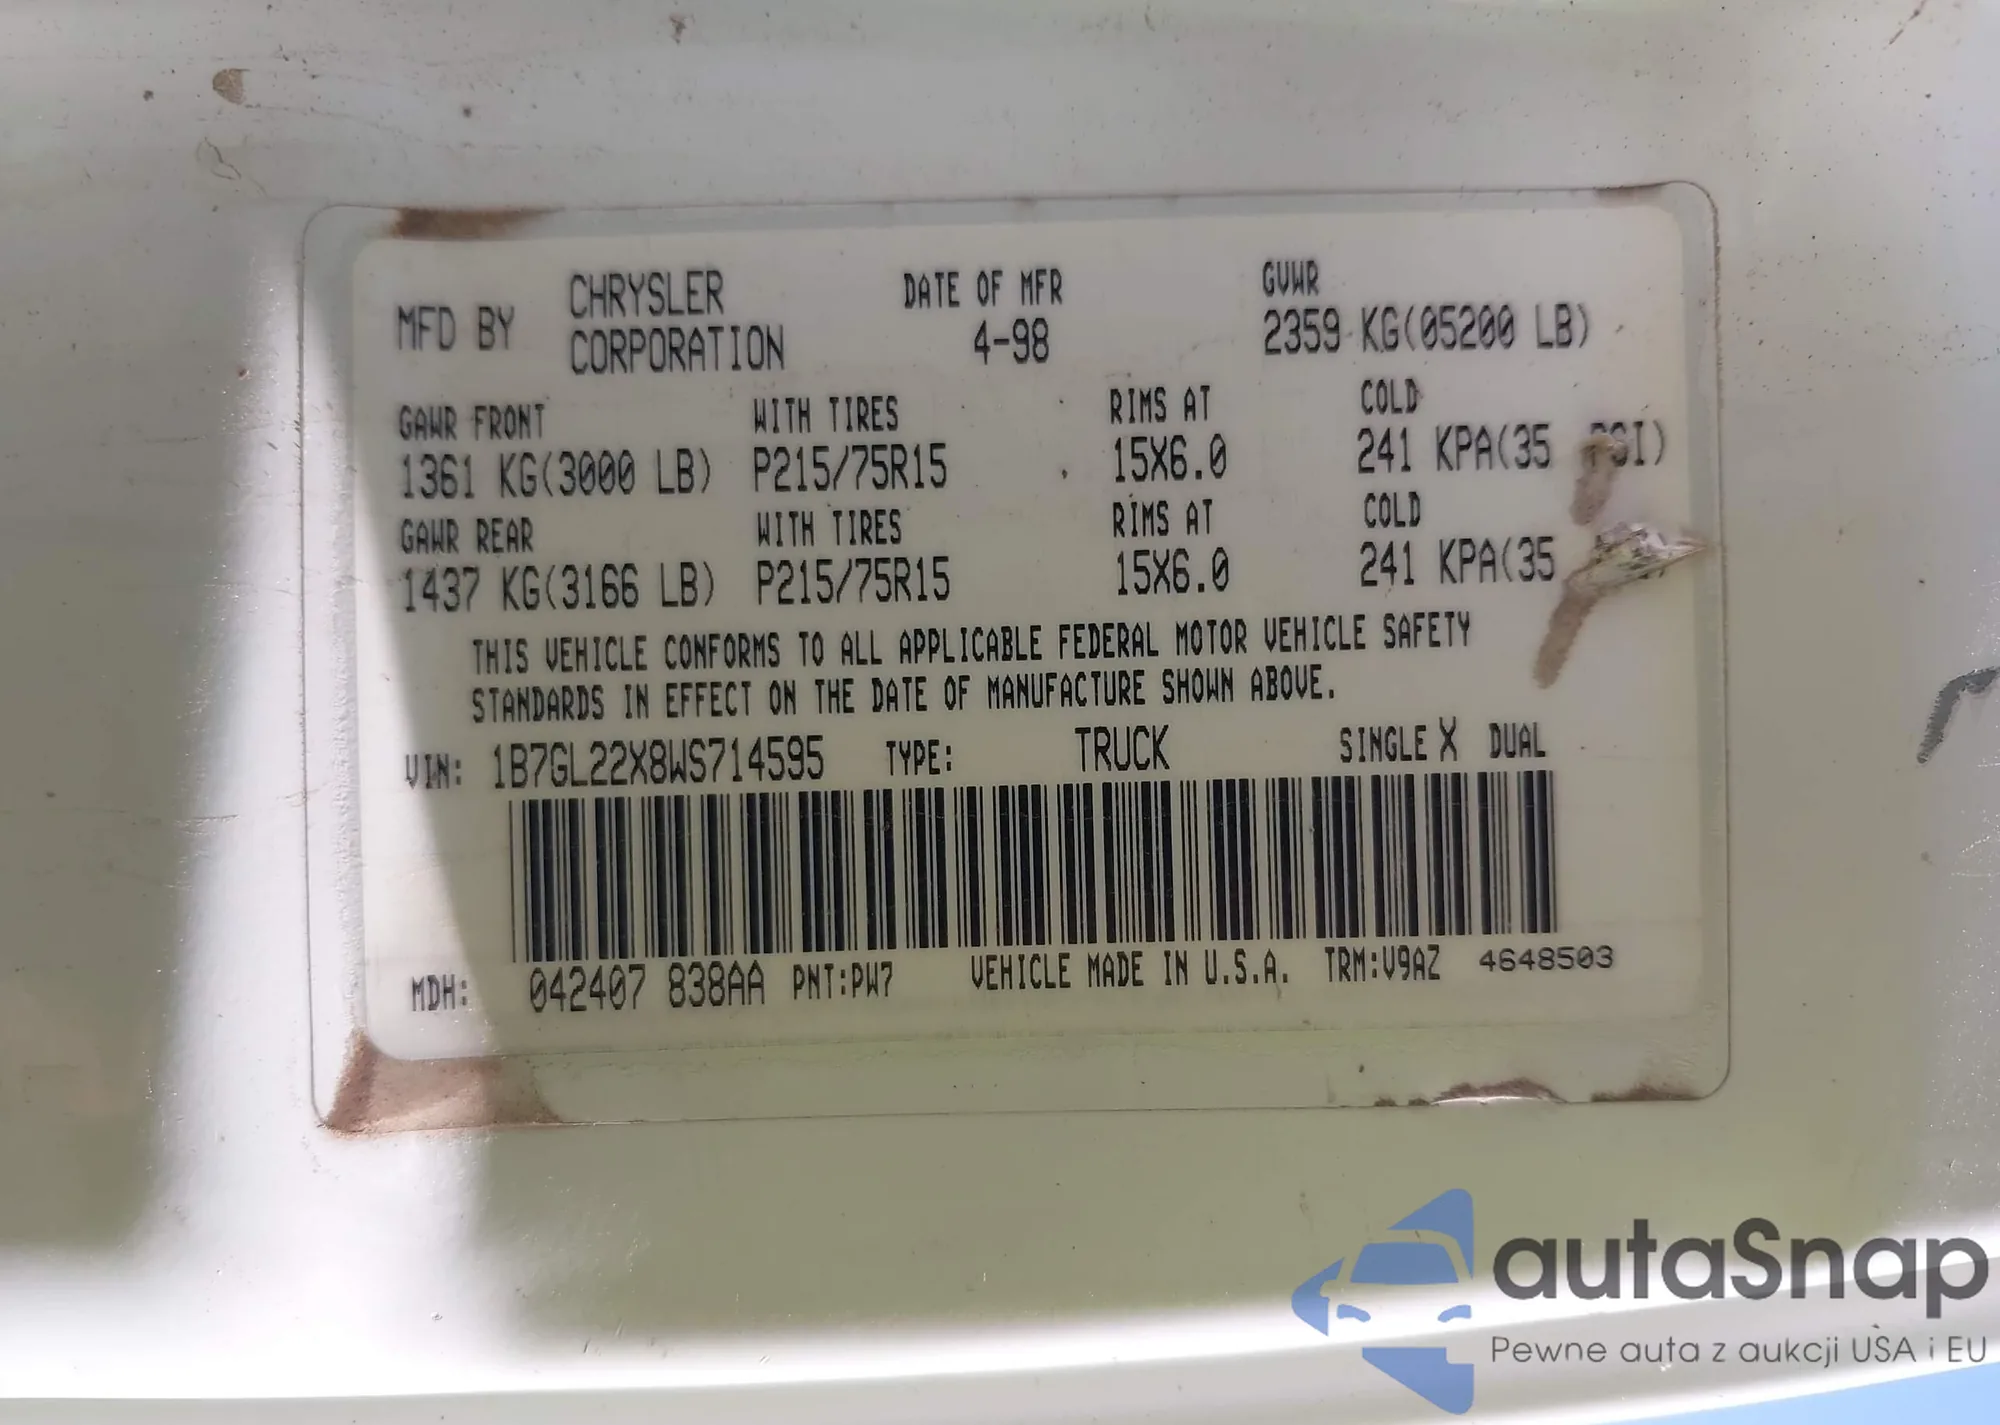 MFD BY CHRYSLER CORPORATION DATE OF MFR 4-98 GVWR 2359 KG(05200 LB)
GAWR FRONT WITH TIRES RIMS AT COLD
1361 KG(3000 LB) P215/75R15 15X6.0 241 KPA(35 PSI)
GAWR REAR WITH TIRES RIMS AT COLD
1437 KG(3166 LB) P215/75R15 15X6.0 241 KPA(35
THIS VEHICLE CONFORMS TO ALL APPLICABLE FEDERAL MOTOR VEHICLE SAFETY
STANDARDS IN EFFECT ON THE DATE OF MANUFACTURE SHOWN ABOVE.
VIN: 1B7GL22X8WS714595 TYPE: TRUCK SINGLE X DUAL
MDH: 042407 838AA PNT:PW7 VEHICLE MADE IN U.S.A. TRM:V9AZ 4648503
autaSnap
Pewne auta z aukcji USA i EU